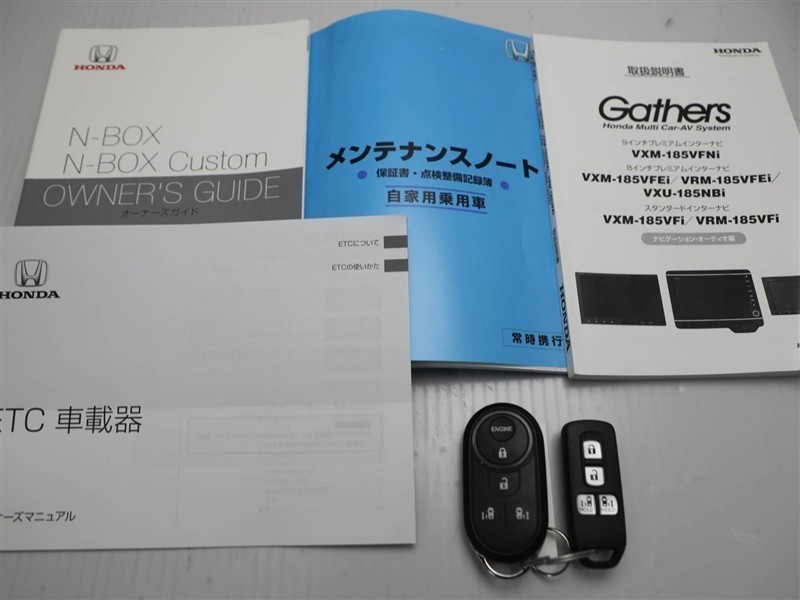 HONDA
N-BOX
N-BOX Custom
OWNER'S GUIDE
オーナーズガイド
メンテナンスノート
保証書・点検整備記録簿
自家用乗用車
常時携行
HONDA
取扱説明書
Gathers
Honda Multi Car-AV System
9インチプレミアムインターナビ
VXM-185VFNi
8インチプレミアムインターナビ
VXM-185VFEi/VRM-185VFEi/
VXU-185NBi
スタンダードインターナビ
VXM-185VFi/VRM-185VFi
ナビゲーション・オーディオ編
HONDA
ETCについて
ETCの使いかた
HONDA
ETC 車載器
ーズマニュアル
ENGINE
HOLD
HOLD